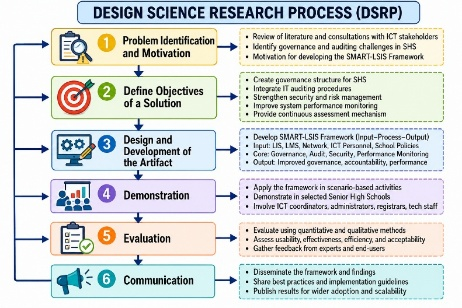 DESIGN SCIENCE RESEARCH PROCESS (DSRP)
1
Problem Identification
and Motivation
• Review of literature and consultations with ICT stakeholders
• Identify governance and auditing challenges in SHS
• Motivation for developing the SMART-LSIS Framework
2
Define Objectives
of a Solution
• Create governance structure for SHS
• Integrate IT auditing procedures
• Strengthen security and risk management
• Improve system performance monitoring
• Provide continuous assessment mechanism
3
Design and
Development of
the Artifact
• Develop SMART-LSIS Framework (Input–Process–Output)
• Input: LIS, LMS, Network, ICT Personnel, School Policies
• Core: Governance, Audit, Security, Performance Monitoring
• Output: Improved governance, accountability, performance
4
Demonstration
• Apply the framework in scenario-based activities
• Demonstrate in selected Senior High Schools
• Involve ICT coordinators, administrators, registrars, tech staff
5
Evaluation
• Evaluate using quantitative and qualitative methods
• Assess usability, effectiveness, efficiency, and acceptability
• Gather feedback from experts and end-users
6
Communication
• Disseminate the framework and findings
• Share best practices and implementation guidelines
• Publish results for wider adoption and scalability